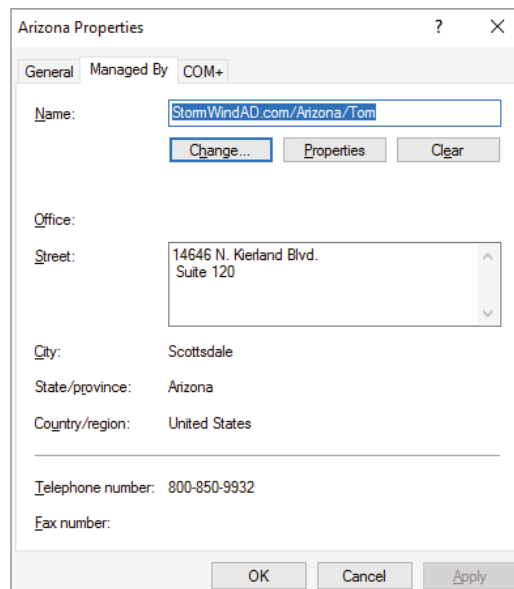 Arizona Properties ? ×
General Managed By COM+
Name: StormWindAD.com/Arizona/Tom
Change... Properties Clear
Office:
Street: 14646 N. Kierland Blvd.
Suite 120
City: Scottsdale
State/province: Arizona
Country/region: United States
Telephone number: 800-850-9932
Fax number:
OK Cancel Apply